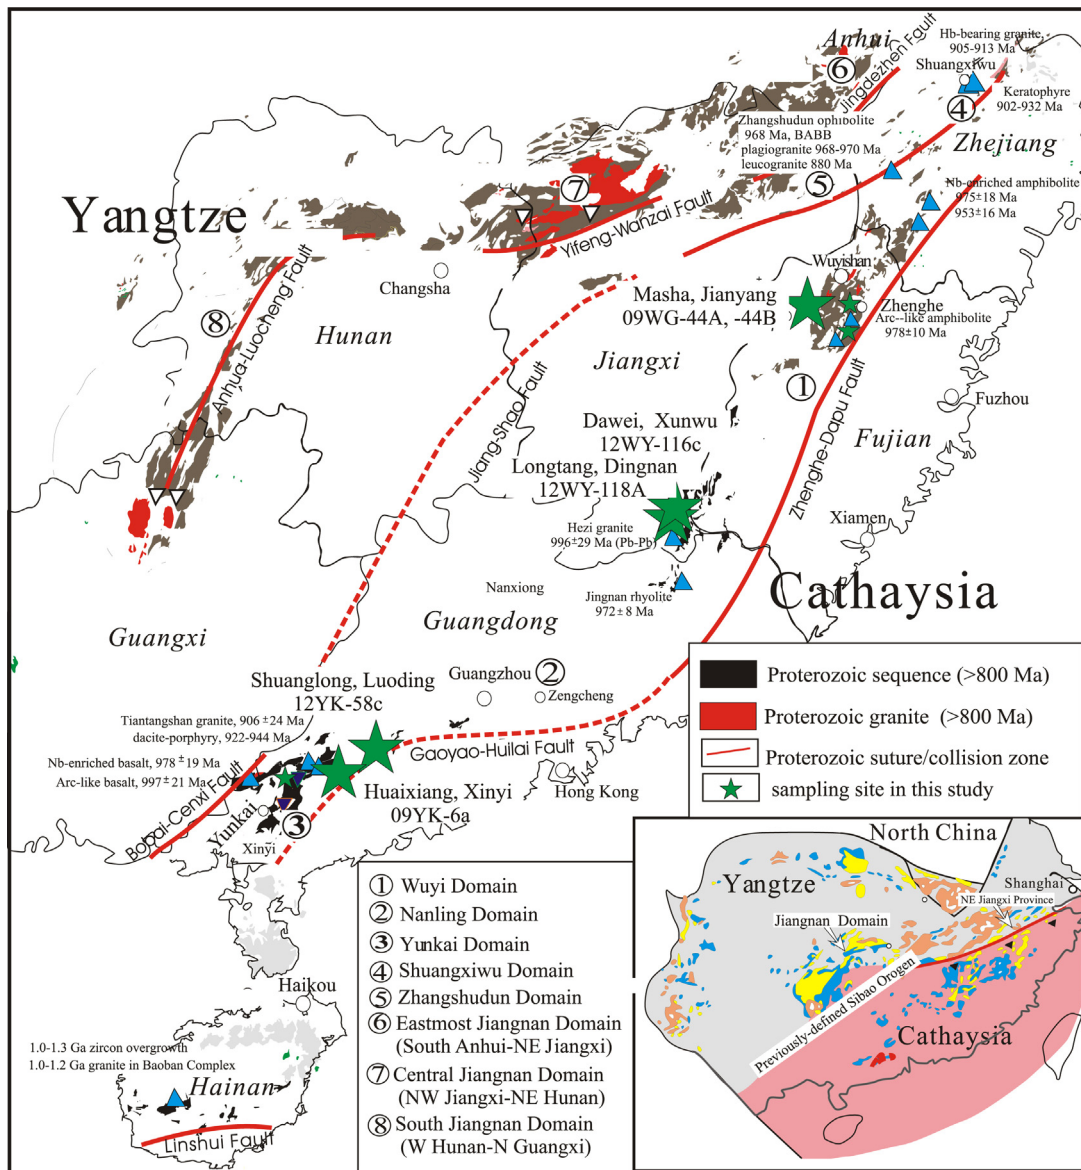 Anhui
⑥
Jingdezhen Fault
Hb-bearing granite
905-913 Ma
Shuangxiwu
Keratophyre
902-932 Ma
④
Zhejiang
Zhangshudun ophiolite
968 Ma, BABB
plagiogranite 968-970 Ma
leucogranite 880 Ma
⑤
Nb-enriched amphibolite
975±18 Ma
953±16 Ma
Yangtze
⑦
Yifeng-Wanzai Fault
Changsha
Hunan
⑧
Anhua-Luocheng Fault
Wuyishan
Masha, Jianyang
09WG-44A, -44B
Zhenghe
Arc--like amphibolite
978±10 Ma
Jiangxi
①
Jiang-Shao Fault
Zhenghe-Dapu Fault
Fuzhou
Fujian
Dawei, Xunwu
12WY-116c
Longtang, Dingnan
12WY-118A
Xiamen
Hezi granite
996±29 Ma (Pb-Pb)
Nanxiong
Jingnan rhyolite
972±8 Ma
Cathaysia
Guangxi
Guangdong
Guangzhou
②
Zengcheng
Shuanglong, Luoding
12YK-58c
Tiantangshan granite, 906±24 Ma
dacite-porphyry, 922-944 Ma
Nb-enriched basalt, 978±19 Ma
Arc-like basalt, 997±21 Ma
Gaoyao-Huilai Fault
Hong Kong
Bobai-Cenxi Fault
Yunkai
Xinyi
③
Huaixiang, Xinyi
09YK-6a
Proterozoic sequence (>800 Ma)
Proterozoic granite (>800 Ma)
Proterozoic suture/collision zone
sampling site in this study
① Wuyi Domain
② Nanling Domain
③ Yunkai Domain
④ Shuangxiwu Domain
⑤ Zhangshudun Domain
⑥ Eastmost Jiangnan Domain
(South Anhui-NE Jiangxi)
⑦ Central Jiangnan Domain
(NW Jiangxi-NE Hunan)
⑧ South Jiangnan Domain
(W Hunan-N Guangxi)
Haikou
1.0-1.3 Ga zircon overgrowth
1.0-1.2 Ga granite in Baoban Complex
Hainan
Linshui Fault
North China
Yangtze
Shanghai
NE Jiangxi Province
Jiangnan Domain
Previously-defined Sibao Orogen
Cathaysia